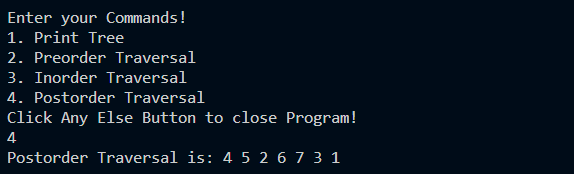 Enter your Commands!
1. Print Tree
2. Preorder Traversal
3. Inorder Traversal
4. Postorder Traversal
Click Any Else Button to close Program!
4
Postorder Traversal is: 4 5 2 6 7 3 1